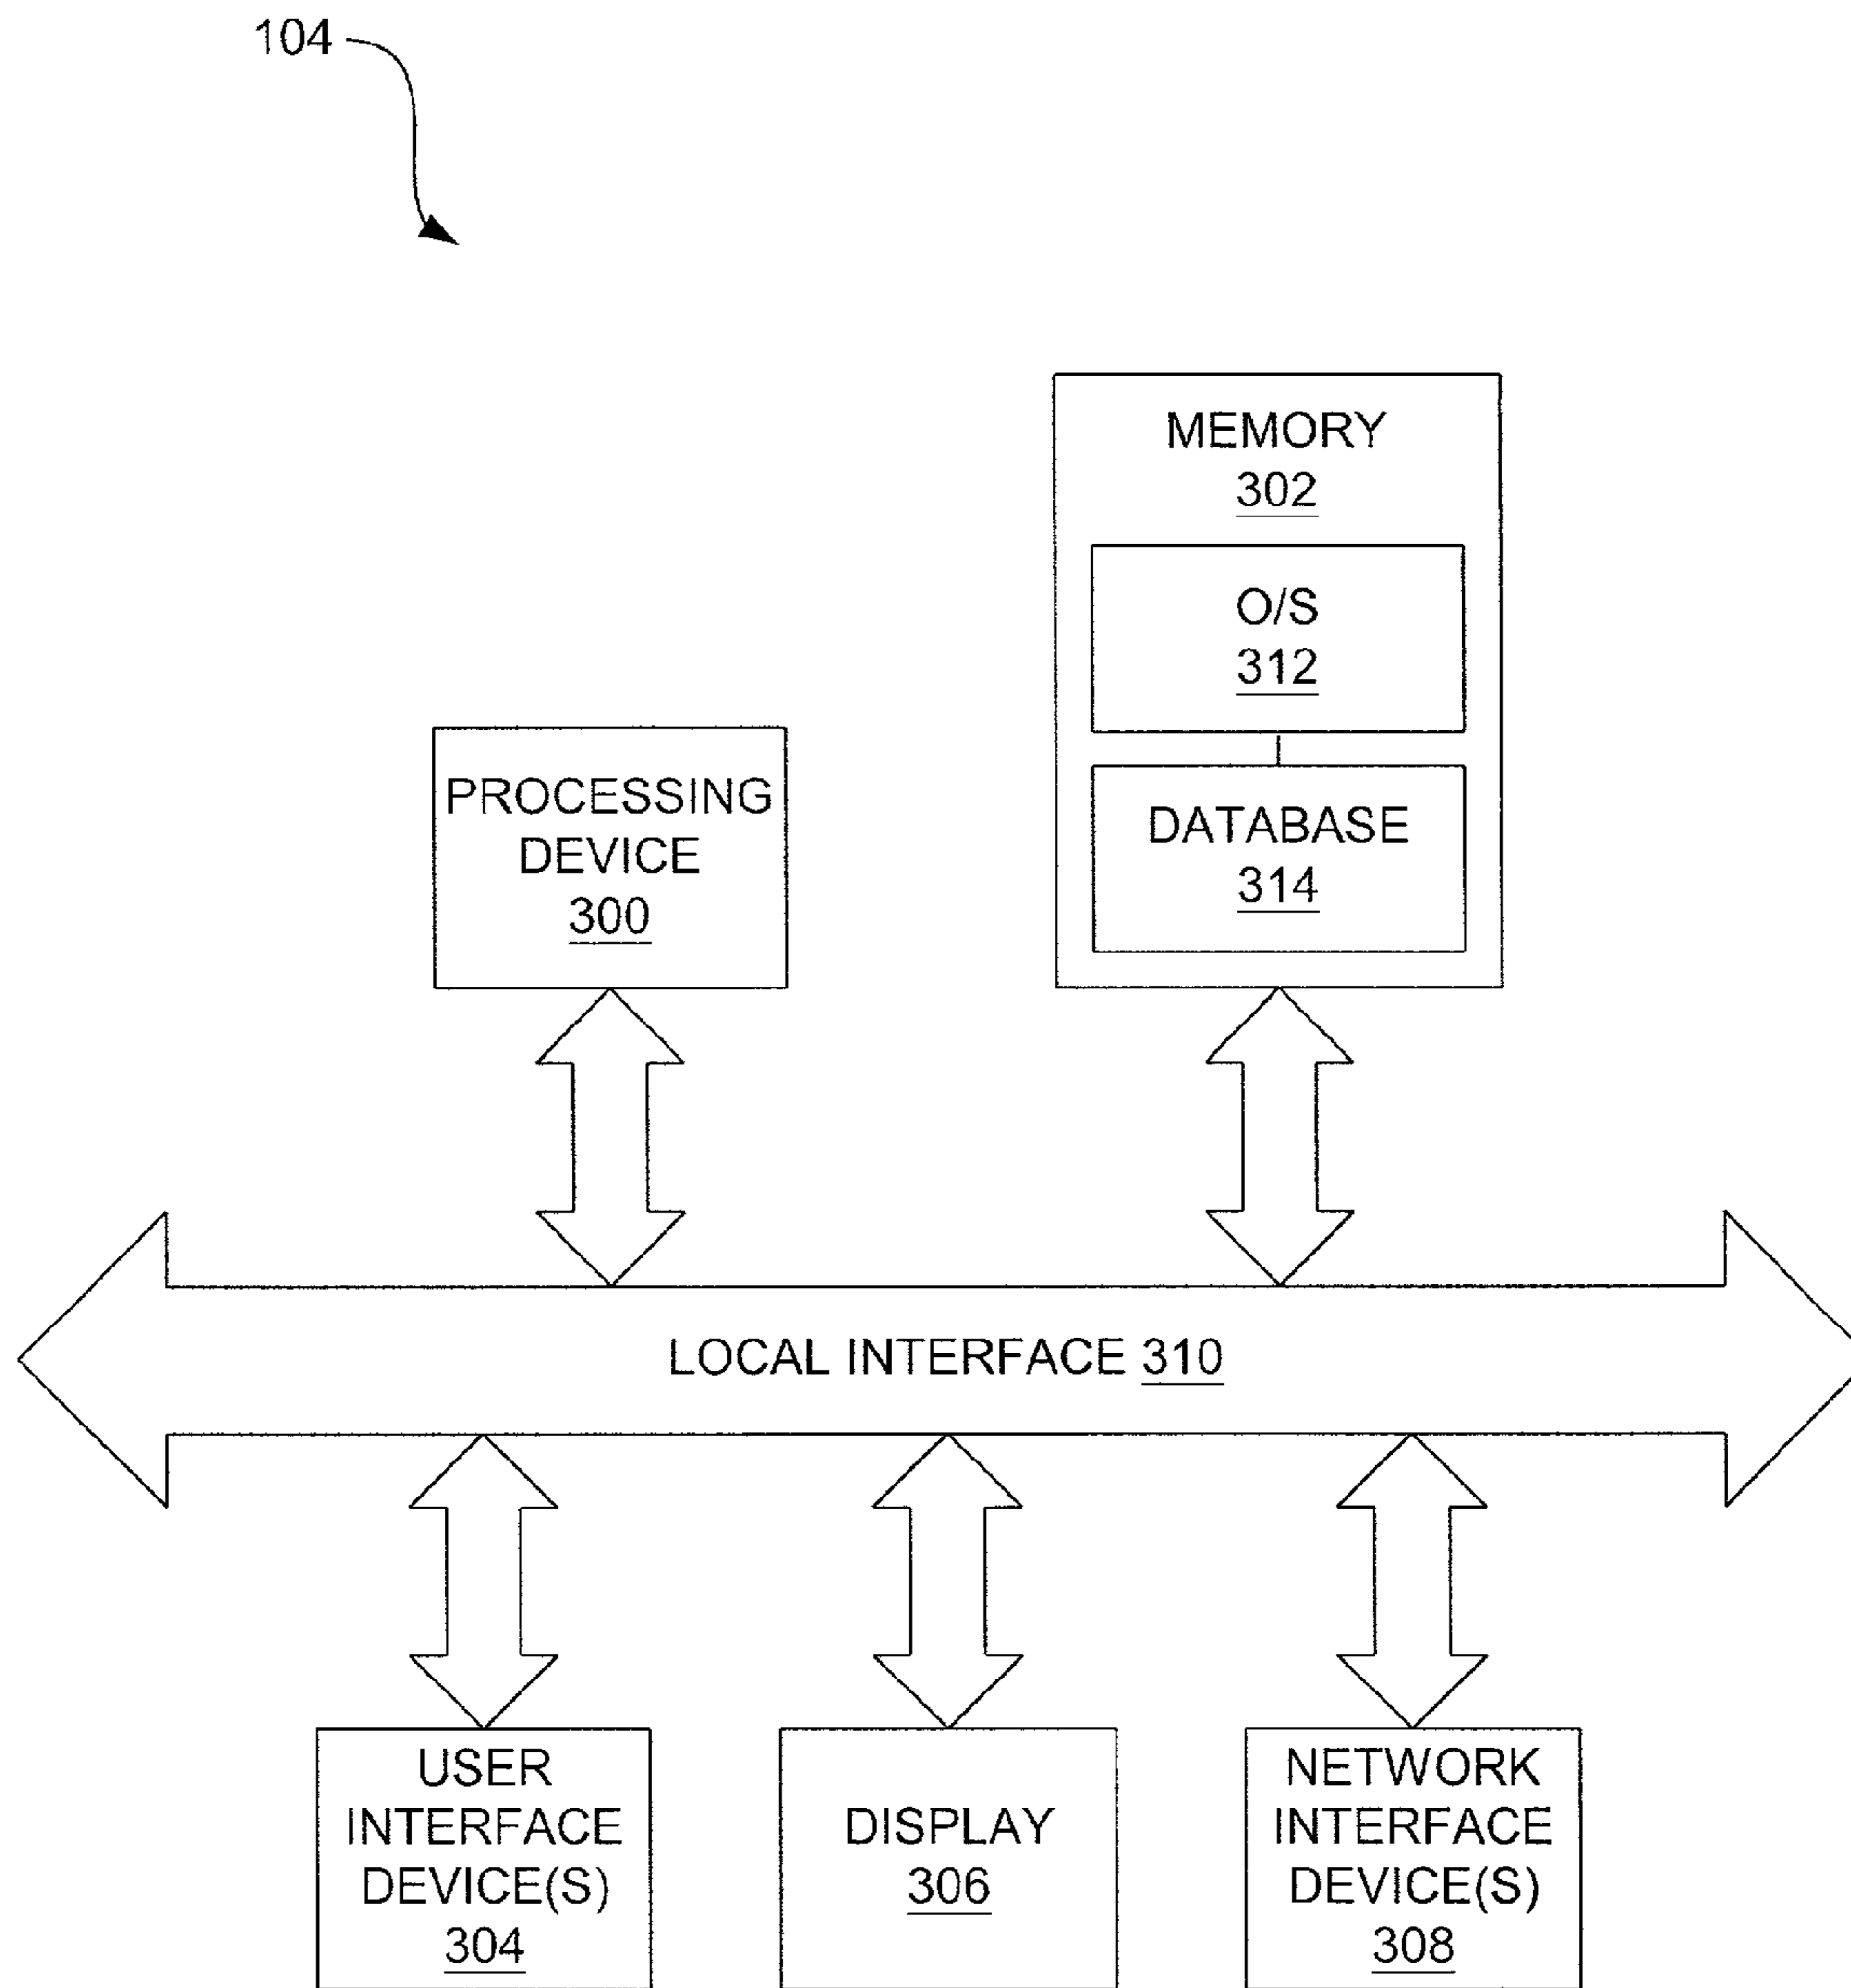 104
MEMORY
302
O/S
312
PROCESSING
DEVICE
300
DATABASE
314
LOCAL INTERFACE 310
USER
INTERFACE
DEVICE(S)
304
DISPLAY
306
NETWORK
INTERFACE
DEVICE(S)
308